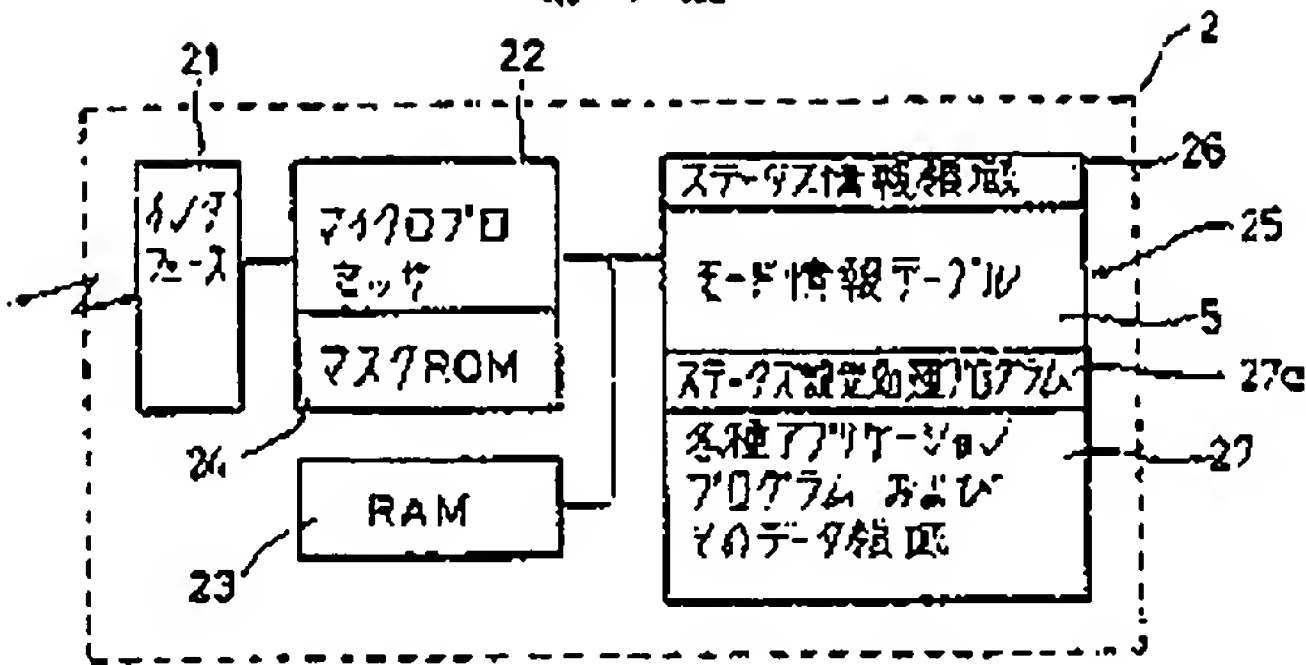 2
21
22
インタ
フェース
マイクロプロ
セッサ
マスクROM
24
RAM
23
ステータス情報領域
26
25
モード情報テーブル
5
ステータス設定処理プログラム
27a
各種アプリケーション
プログラム および
そのデータ領域
27